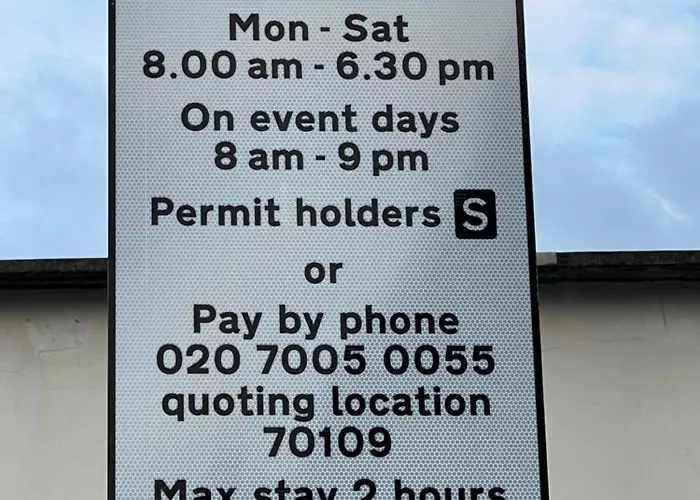 Mon - Sat
8.00 am - 6.30 pm
On event days
8 am - 9 pm
Permit holders S
or
Pay by phone
020 7005 0055
quoting location
70109
Max stay 2 hours